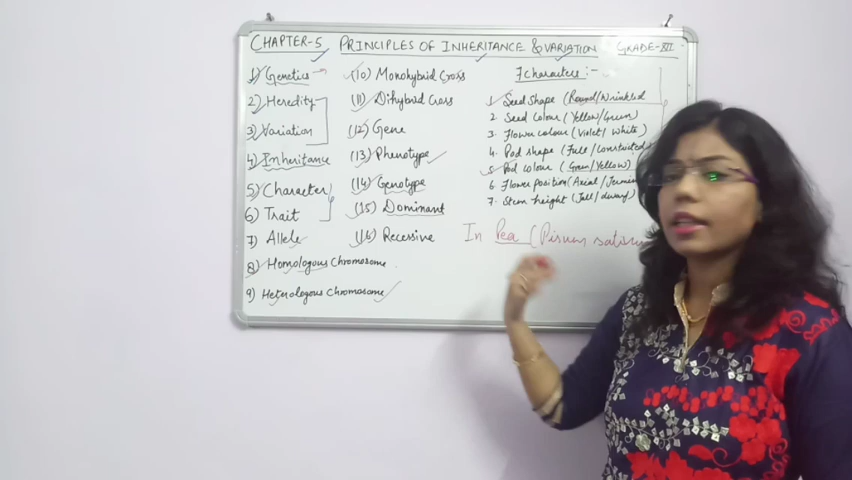 CHAPTER-5 PRINCIPLES OF INHERITANCE & VARIATION GRADE-XII
1) Genetics
2) Heredity
3) Variation
4) Inheritance
5) Character
6) Trait
7) Allele
8) Homologous Chromosome
9) Heterologous Chromosome
(10) Monohybrid Cross
(11) Dihybrid Cross
(12) Gene
(13) Phenotype
(14) Genotype
(15) Dominant
(16) Recessive
7 characters :-
1. Seed Shape (Round/Wrinkled
2. Seed Colour (Yellow/Green)
3. Flower colour (Violet/White)
4. Pod shape (Full/Constricted)
5. Pod colour (Green/Yellow)
6. Flower position (Axial/
7. Stem height (Tall/dwarf)
In Pea (Pisum